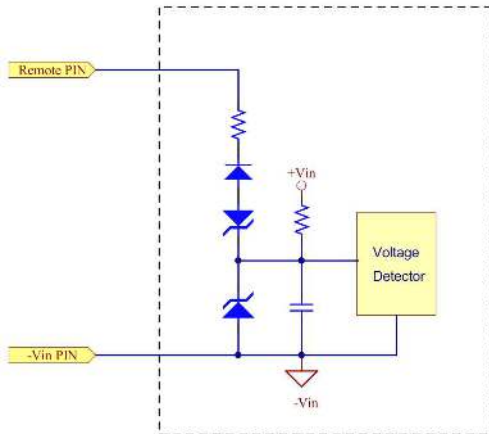 Remote PIN
+Vin
Voltage
Detector
-Vin PIN
-Vin